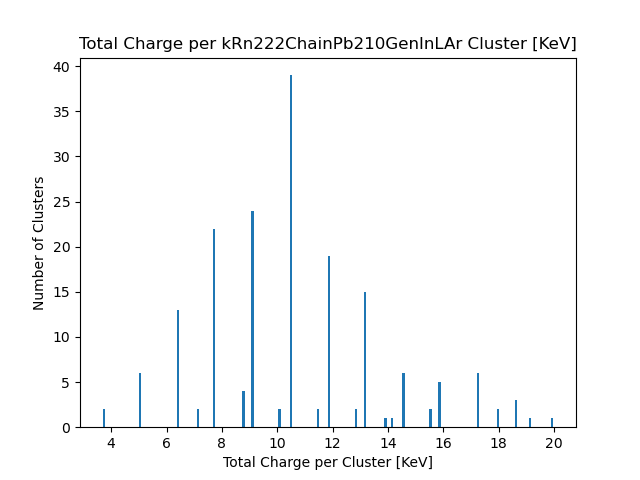 Total Charge per kRn222ChainPb210GenInLAr Cluster [KeV]
40
35
30
25
20
15
10
5
0
Number of Clusters
4 6 8 10 12 14 16 18 20
Total Charge per Cluster [KeV]